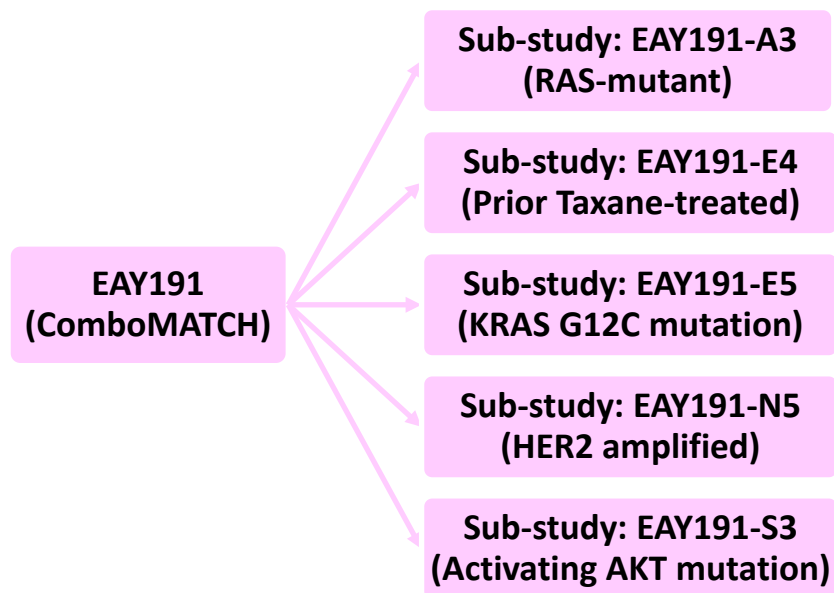 Sub-study: EAY191-A3
(RAS-mutant)
Sub-study: EAY191-E4
(Prior Taxane-treated)
EAY191
(ComboMATCH)
Sub-study: EAY191-E5
(KRAS G12C mutation)
Sub-study: EAY191-N5
(HER2 amplified)
Sub-study: EAY191-S3
(Activating AKT mutation)